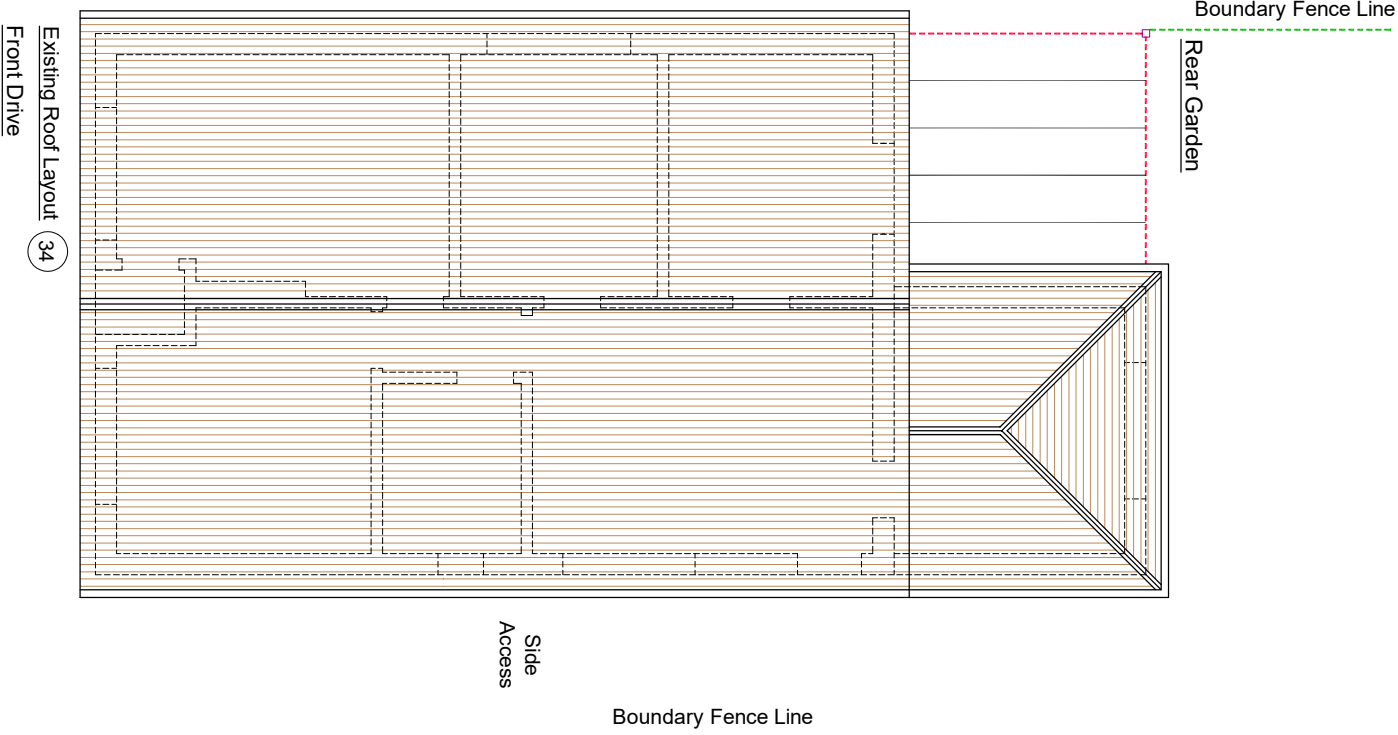 Boundary Fence Line
Rear Garden
Existing Roof Layout
34
Front Drive
Side
Access
Boundary Fence Line